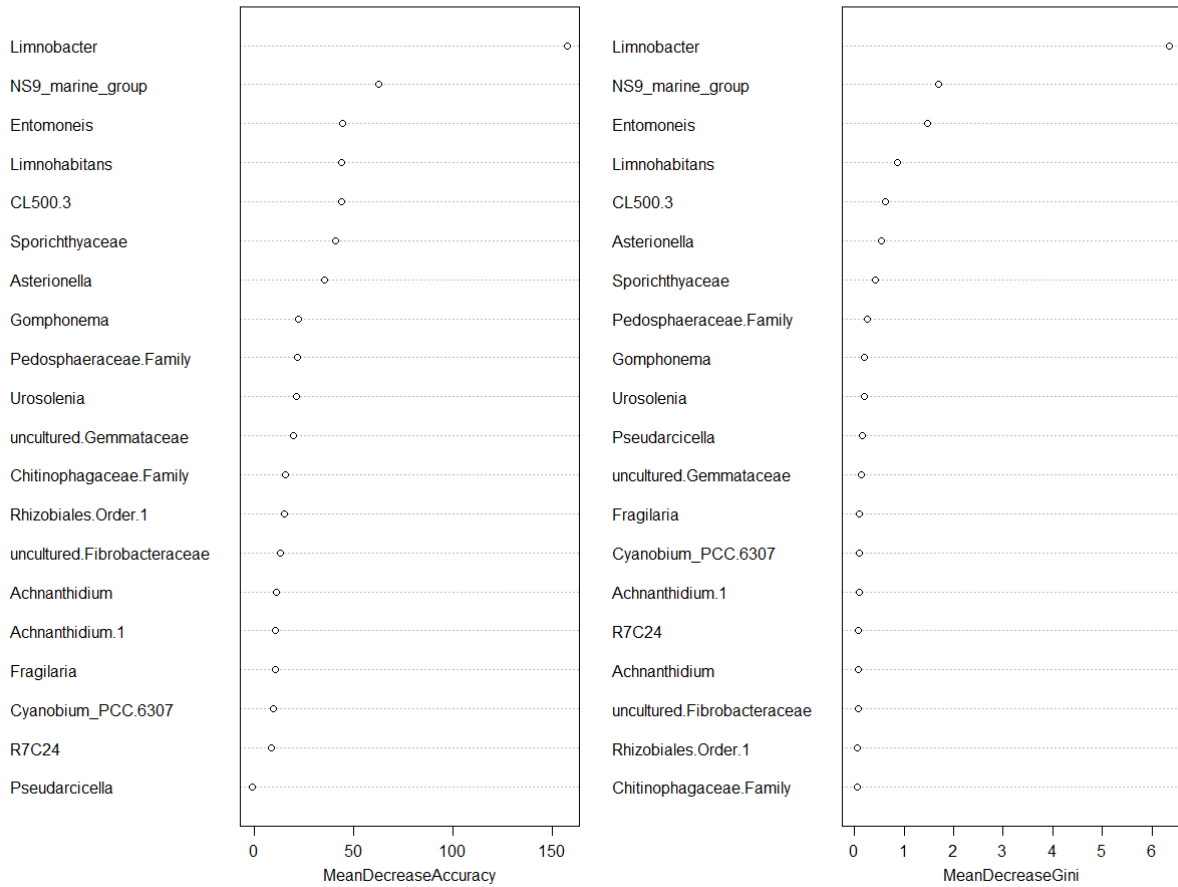 Limnobacter
NS9_marine_group
Entomoneis
Limnohabitans
CL500.3
Sporichthyaceae
Asterionella
Gomphonema
Pedosphaeraceae.Family
Urosolenia
uncultured.Gemmataceae
Chitinophagaceae.Family
Rhizobiales.Order.1
uncultured.Fibrobacteraceae
Achnanthidium
Achnanthidium.1
Fragilaria
Cyanobium_PCC.6307
R7C24
Pseudarcicella
0 50 100 150
MeanDecreaseAccuracy
Limnobacter
NS9_marine_group
Entomoneis
Limnohabitans
CL500.3
Asterionella
Sporichthyaceae
Pedosphaeraceae.Family
Gomphonema
Urosolenia
Pseudarcicella
uncultured.Gemmataceae
Fragilaria
Cyanobium_PCC.6307
Achnanthidium.1
R7C24
Achnanthidium
uncultured.Fibrobacteraceae
Rhizobiales.Order.1
Chitinophagaceae.Family
0 1 2 3 4 5 6
MeanDecreaseGini